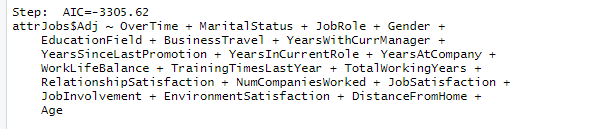 Step:  AIC=-3305.62
attrJobs$Adj ~ OverTime + MaritalStatus + JobRole + Gender +
    EducationField + BusinessTravel + YearsWithCurrManager +
    YearsSinceLastPromotion + YearsInCurrentRole + YearsAtCompany +
    WorkLifeBalance + TrainingTimesLastYear + TotalWorkingYears +
    RelationshipSatisfaction + NumCompaniesWorked + JobSatisfaction +
    JobInvolvement + EnvironmentSatisfaction + DistanceFromHome +
    Age